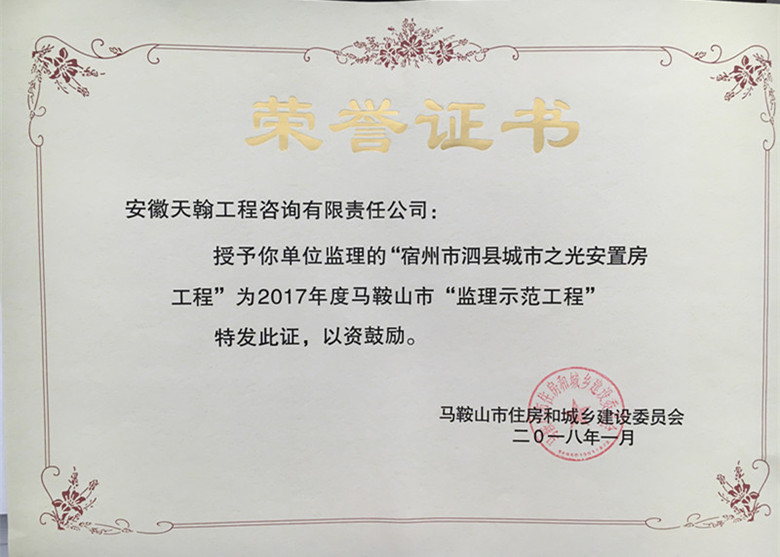 荣誉证书
安徽天翰工程咨询有限责任公司：
授予你单位监理的“宿州市泗县城市之光安置房
工程”为2017年度马鞍山市“监理示范工程”
特发此证，以资鼓励。
马鞍山市住房和城乡建设委员会
二〇一八年一月